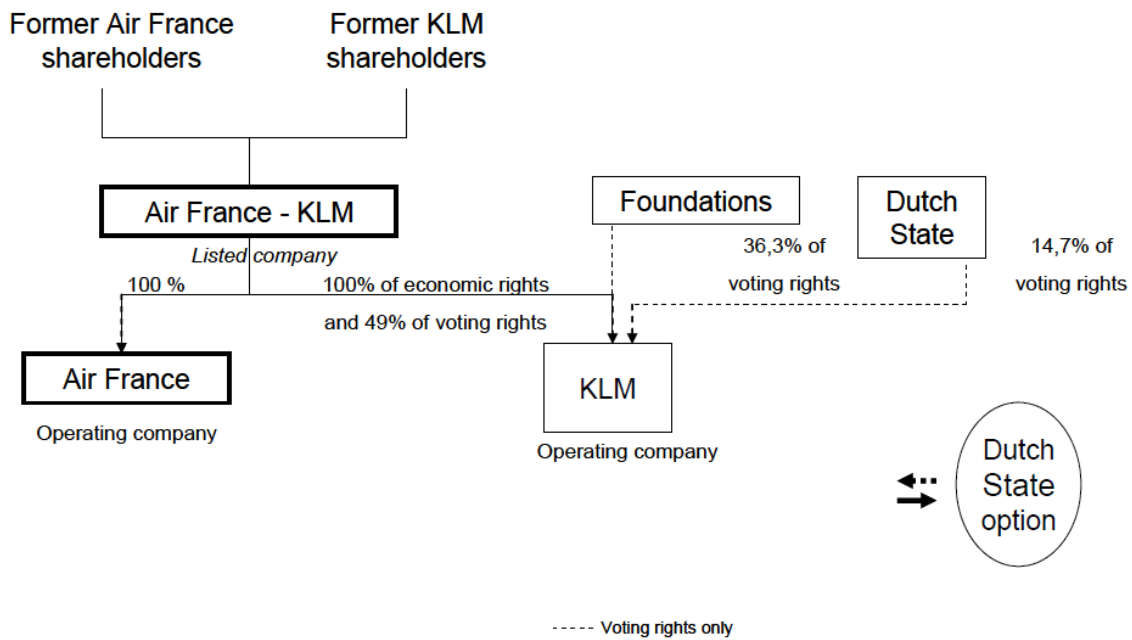 Former Air France
shareholders
Former KLM
shareholders
Air France - KLM
Listed company
Foundations
Dutch
State
36,3% of
voting rights
14,7% of
voting rights
100 %
100% of economic rights
and 49% of voting rights
Air France
Operating company
KLM
Operating company
Dutch
State
option
Voting rights only